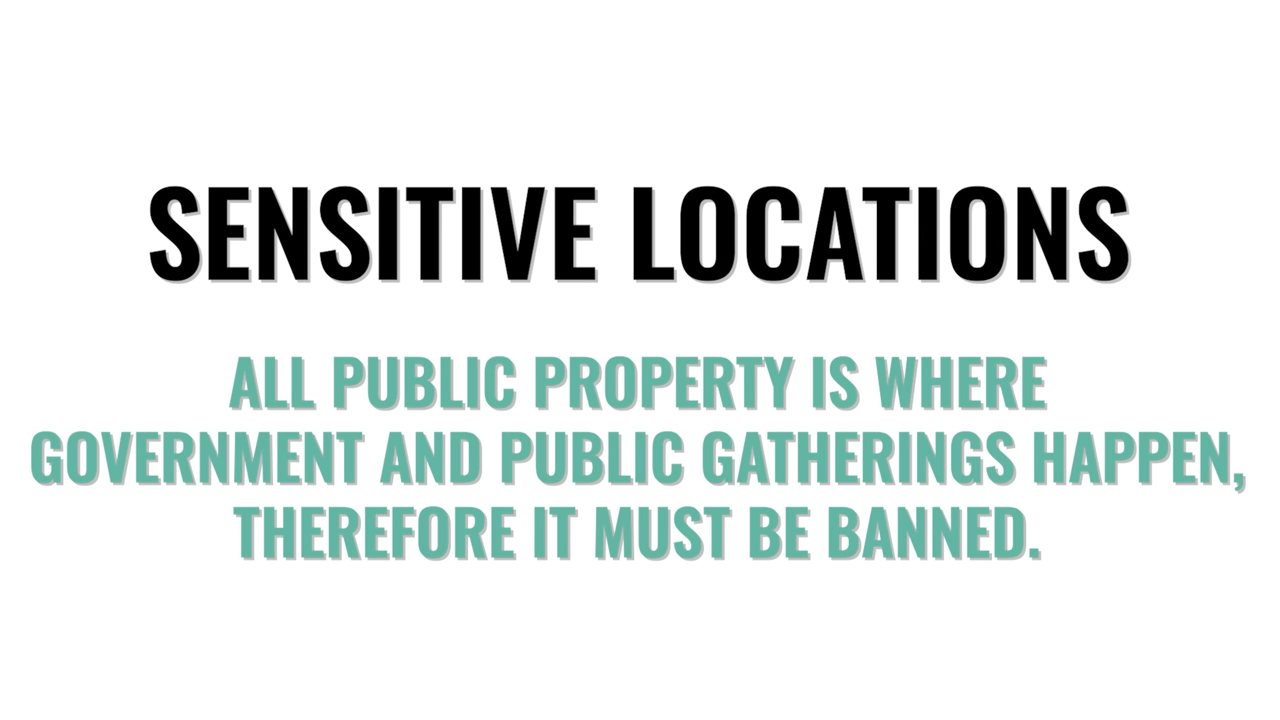 SENSITIVE LOCATIONS
ALL PUBLIC PROPERTY IS WHERE
GOVERNMENT AND PUBLIC GATHERINGS HAPPEN,
THEREFORE IT MUST BE BANNED.